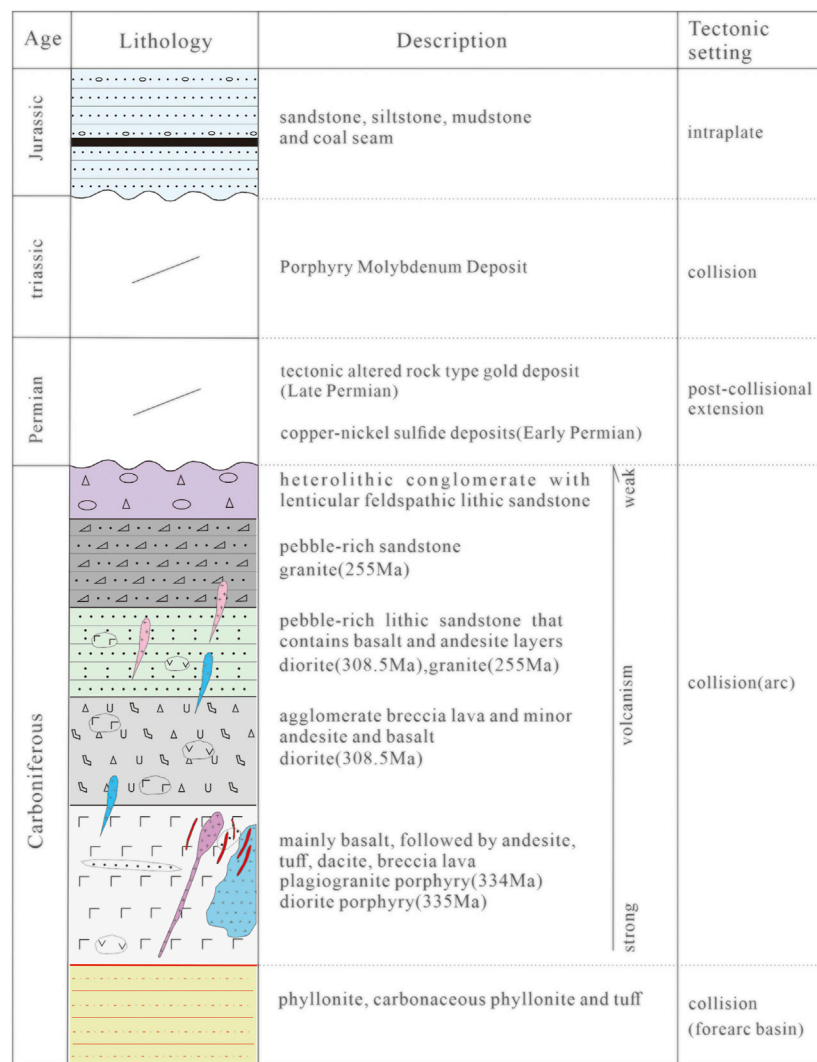 Age
Lithology
Description
Tectonic
setting
Jurassic
sandstone, siltstone, mudstone
and coal seam
intraplate
triassic
Porphyry Molybdenum Deposit
collision
Permian
tectonic altered rock type gold deposit
(Late Permian)
copper-nickel sulfide deposits(Early Permian)
post-collisional
extension
Carboniferous
heterolithic conglomerate with
lenticular feldspathic lithic sandstone
weak
pebble-rich sandstone
granite(255Ma)
pebble-rich lithic sandstone that
contains basalt and andesite layers
diorite(308.5Ma),granite(255Ma)
volcanism
collision(arc)
agglomerate breccia lava and minor
andesite and basalt
diorite(308.5Ma)
mainly basalt, followed by andesite,
tuff, dacite, breccia lava
plagiogranite porphyry(334Ma)
diorite porphyry(335Ma)
strong
phyllonite, carbonaceous phyllonite and tuff
collision
(forearc basin)